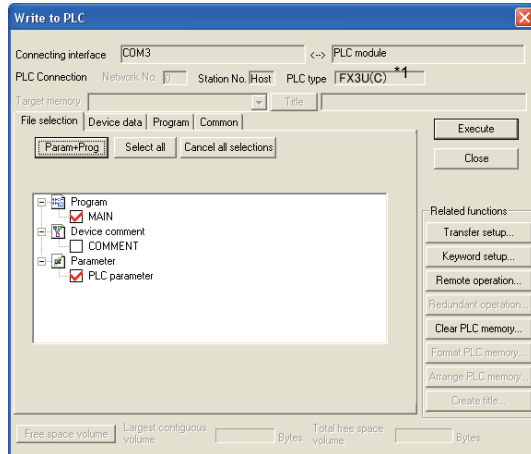 Write to PLC
Connecting interface COM3 <--> PLC module
PLC Connection Network No. 0 Station No. Host PLC type FX3U(C) *1
Target memory Title
File selection Device data Program Common
Execute
Param+Prog Select all Cancel all selections
Close
Program
MAIN
Device comment
COMMENT
Parameter
PLC parameter
Related functions
Transfer setup...
Keyword setup...
Remote operation...
Redundant operation...
Clear PLC memory...
Format PLC memory...
Arrange PLC memory...
Create title...
Free space volume Largest contiguous volume Bytes Total free space volume Bytes